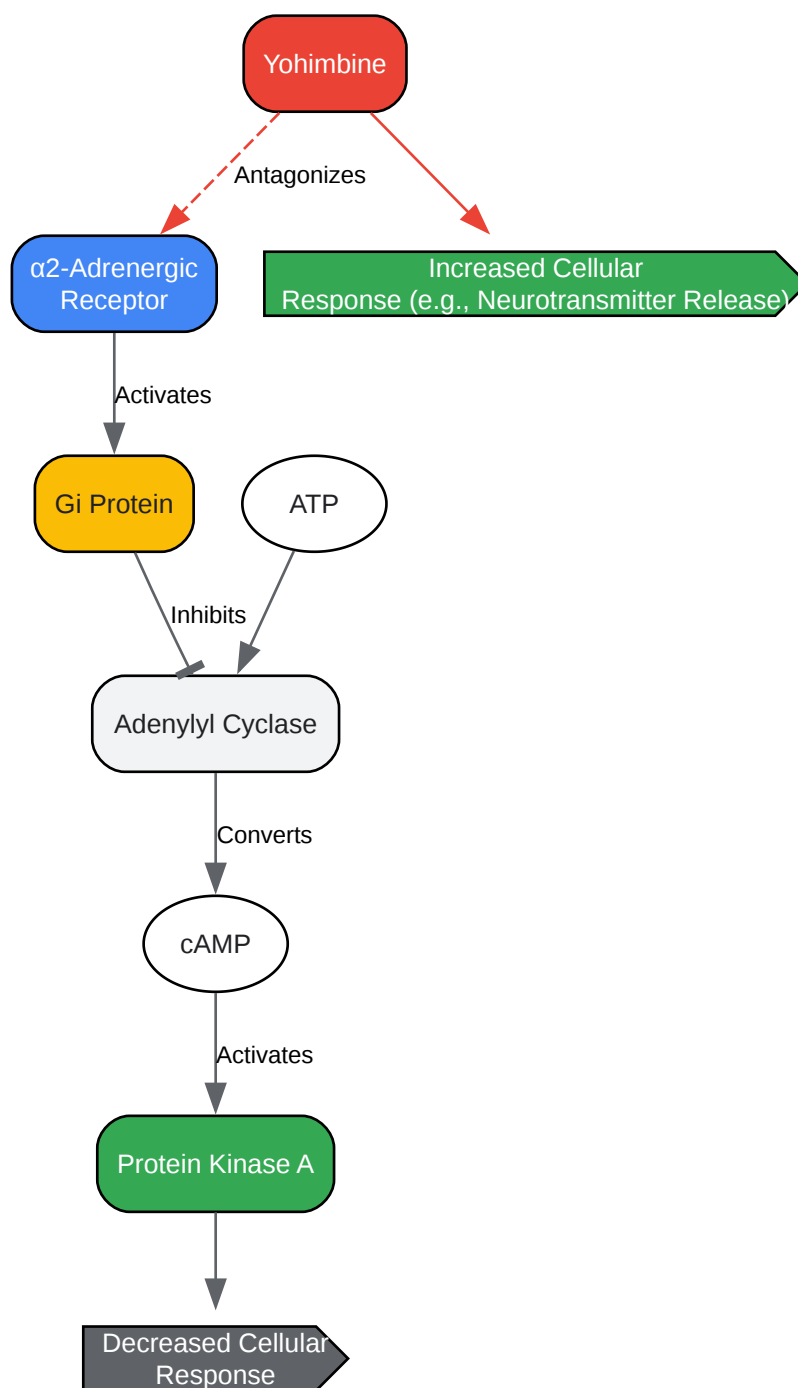 Yohimbine
Antagonizes
α2-Adrenergic
Receptor
Increased Cellular
Response (e.g., Neurotransmitter Release)
Activates
Gi Protein
ATP
Inhibits
Adenylyl Cyclase
Converts
cAMP
Activates
Protein Kinase A
Decreased Cellular
Response